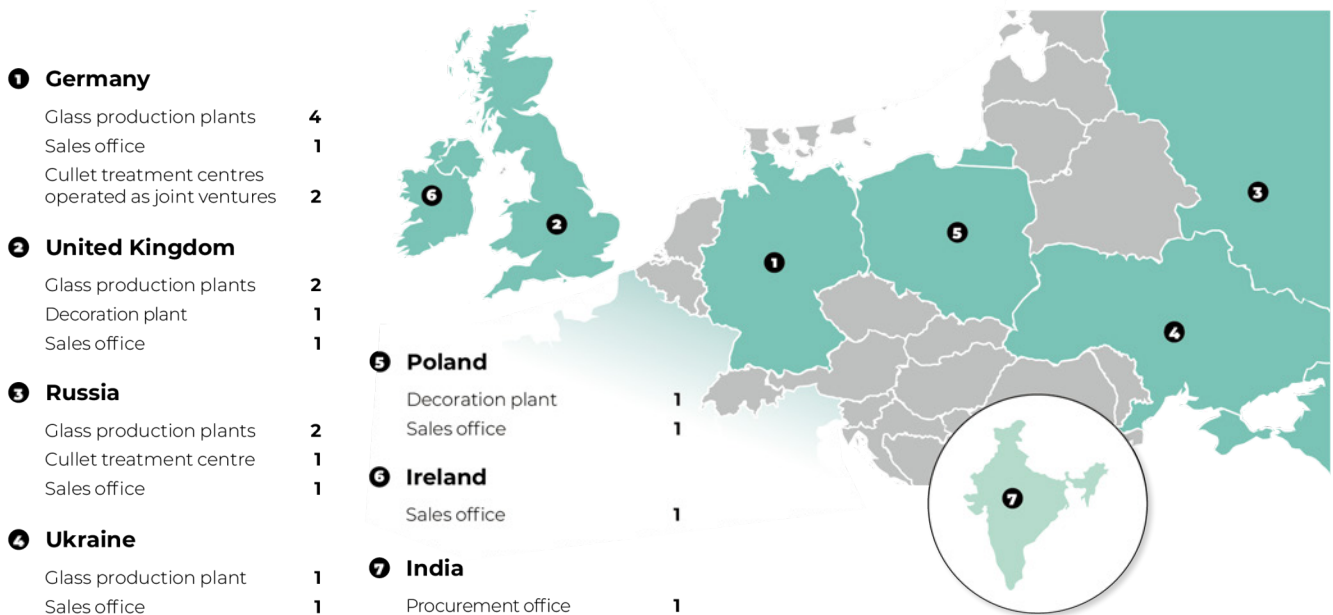 1 Germany
Glass production plants 4
Sales office 1
Cullet treatment centres
operated as joint ventures 2
2 United Kingdom
Glass production plants 2
Decoration plant 1
Sales office 1
3 Russia
Glass production plants 2
Cullet treatment centre 1
Sales office 1
4 Ukraine
Glass production plant 1
Sales office 1
5 Poland
Decoration plant 1
Sales office 1
6 Ireland
Sales office 1
7 India
Procurement office 1
6
2
1
5
3
4
7